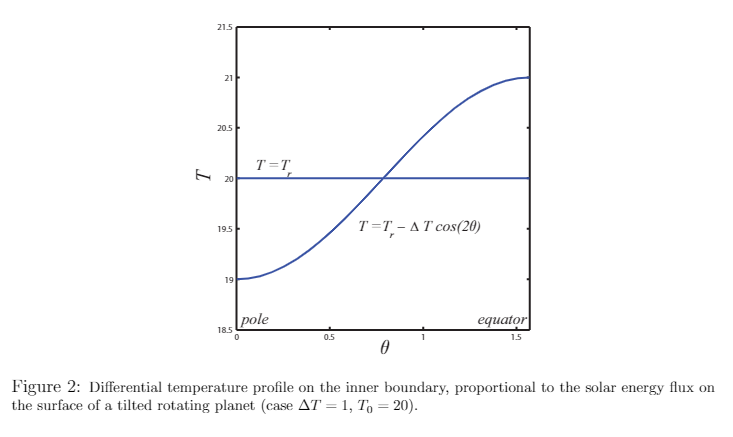 21.5
21
20.5
T = T_r
T
20
19.5
T = T_r − Δ T cos(2θ)
19
pole
equator
18.5
0
0.5
1
1.5
θ
Figure 2: Differential temperature profile on the inner boundary, proportional to the solar energy flux on
the surface of a tilted rotating planet (case ΔT = 1, T₀ = 20).